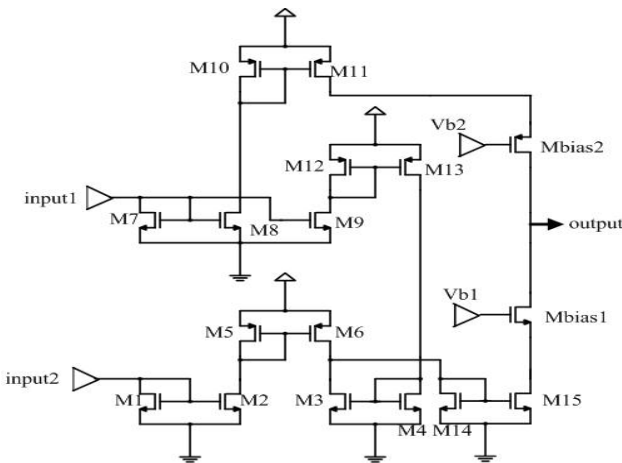 M10
M11
Vb2
Mbias2
M12
M13
input1
M7
M8
M9
output
Vb1
Mbias1
M5
M6
input2
M1
M2
M3
M4
M14
M15